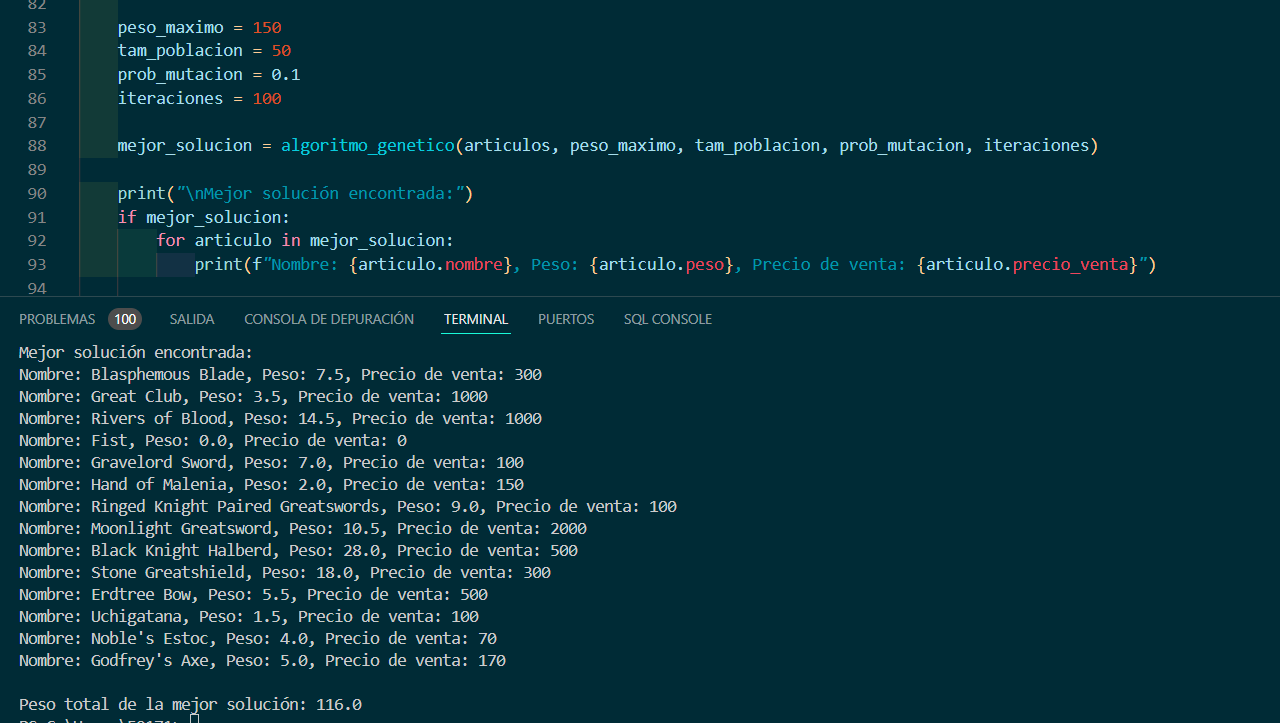 82
83 peso_maximo = 150
84 tam_poblacion = 50
85 prob_mutacion = 0.1
86 iteraciones = 100
87
88 mejor_solucion = algoritmo_genetico(articulos, peso_maximo, tam_poblacion, prob_mutacion, iteraciones)
89
90 print("\nMejor solución encontrada:")
91 if mejor_solucion:
92 for articulo in mejor_solucion:
93 print(f"Nombre: {articulo.nombre}, Peso: {articulo.peso}, Precio de venta: {articulo.precio_venta}")
94
PROBLEMAS 100 SALIDA CONSOLA DE DEPURACIÓN TERMINAL PUERTOS SQL CONSOLE
Mejor solución encontrada:
Nombre: Blasphemous Blade, Peso: 7.5, Precio de venta: 300
Nombre: Great Club, Peso: 3.5, Precio de venta: 1000
Nombre: Rivers of Blood, Peso: 14.5, Precio de venta: 1000
Nombre: Fist, Peso: 0.0, Precio de venta: 0
Nombre: Gravelord Sword, Peso: 7.0, Precio de venta: 100
Nombre: Hand of Malenia, Peso: 2.0, Precio de venta: 150
Nombre: Ringed Knight Paired Greatswords, Peso: 9.0, Precio de venta: 100
Nombre: Moonlight Greatsword, Peso: 10.5, Precio de venta: 2000
Nombre: Black Knight Halberd, Peso: 28.0, Precio de venta: 500
Nombre: Stone Greatshield, Peso: 18.0, Precio de venta: 300
Nombre: Erdtree Bow, Peso: 5.5, Precio de venta: 500
Nombre: Uchigatana, Peso: 1.5, Precio de venta: 100
Nombre: Noble's Estoc, Peso: 4.0, Precio de venta: 70
Nombre: Godfrey's Axe, Peso: 5.0, Precio de venta: 170
Peso total de la mejor solución: 116.0